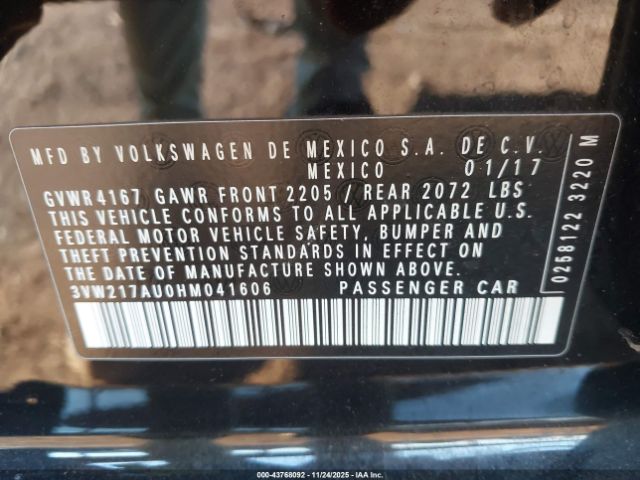 MFD BY VOLKSWAGEN DE MEXICO S.A. DE C.V.
MEXICO 01/17
GVWR 4167 GAWR FRONT 2205 / REAR 2072 LBS
THIS VEHICLE CONFORMS TO ALL APPLICABLE U.S.
FEDERAL MOTOR VEHICLE SAFETY, BUMPER AND
THEFT PREVENTION STANDARDS IN EFFECT ON
THE DATE OF MANUFACTURE SHOWN ABOVE.
3VW217AU0HM041606 PASSENGER CAR
0258122 3220 M
000-43768092 - 11/24/2025 - IAA Inc.